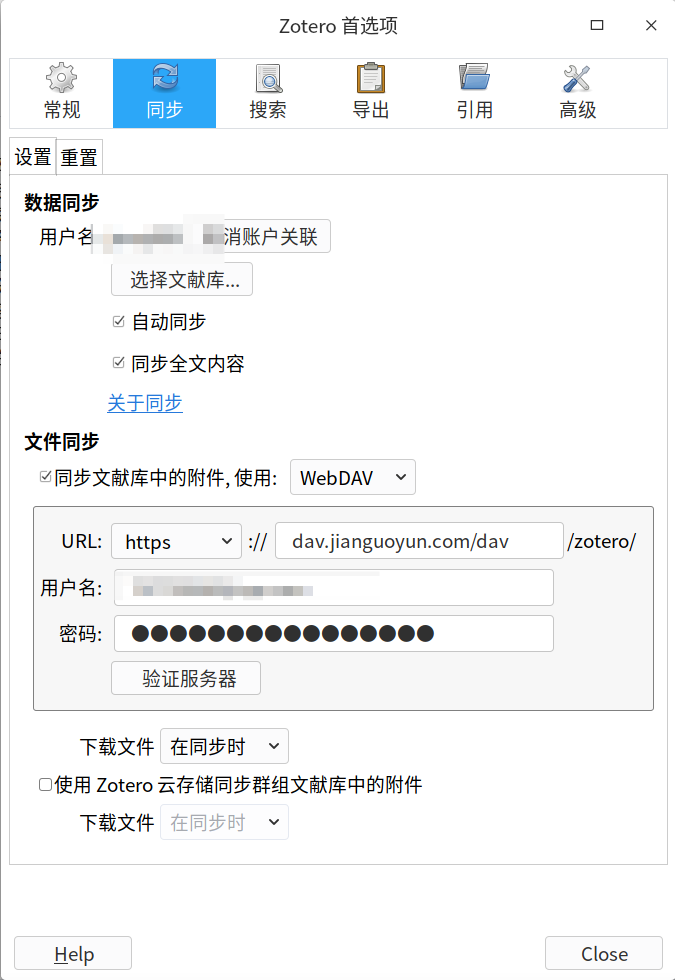 Zotero 首选项
常规 同步 搜索 导出 引用 高级
设置 重置
数据同步
用户名 消账户关联
选择文献库...
自动同步
同步全文内容
关于同步
文件同步
同步文献库中的附件, 使用: WebDAV
URL: https :// dav.jianguoyun.com/dav /zotero/
用户名:
密码: ●●●●●●●●●●●●●●●●
验证服务器
下载文件 在同步时
使用 Zotero 云存储同步群组文献库中的附件
下载文件 在同步时
Help Close